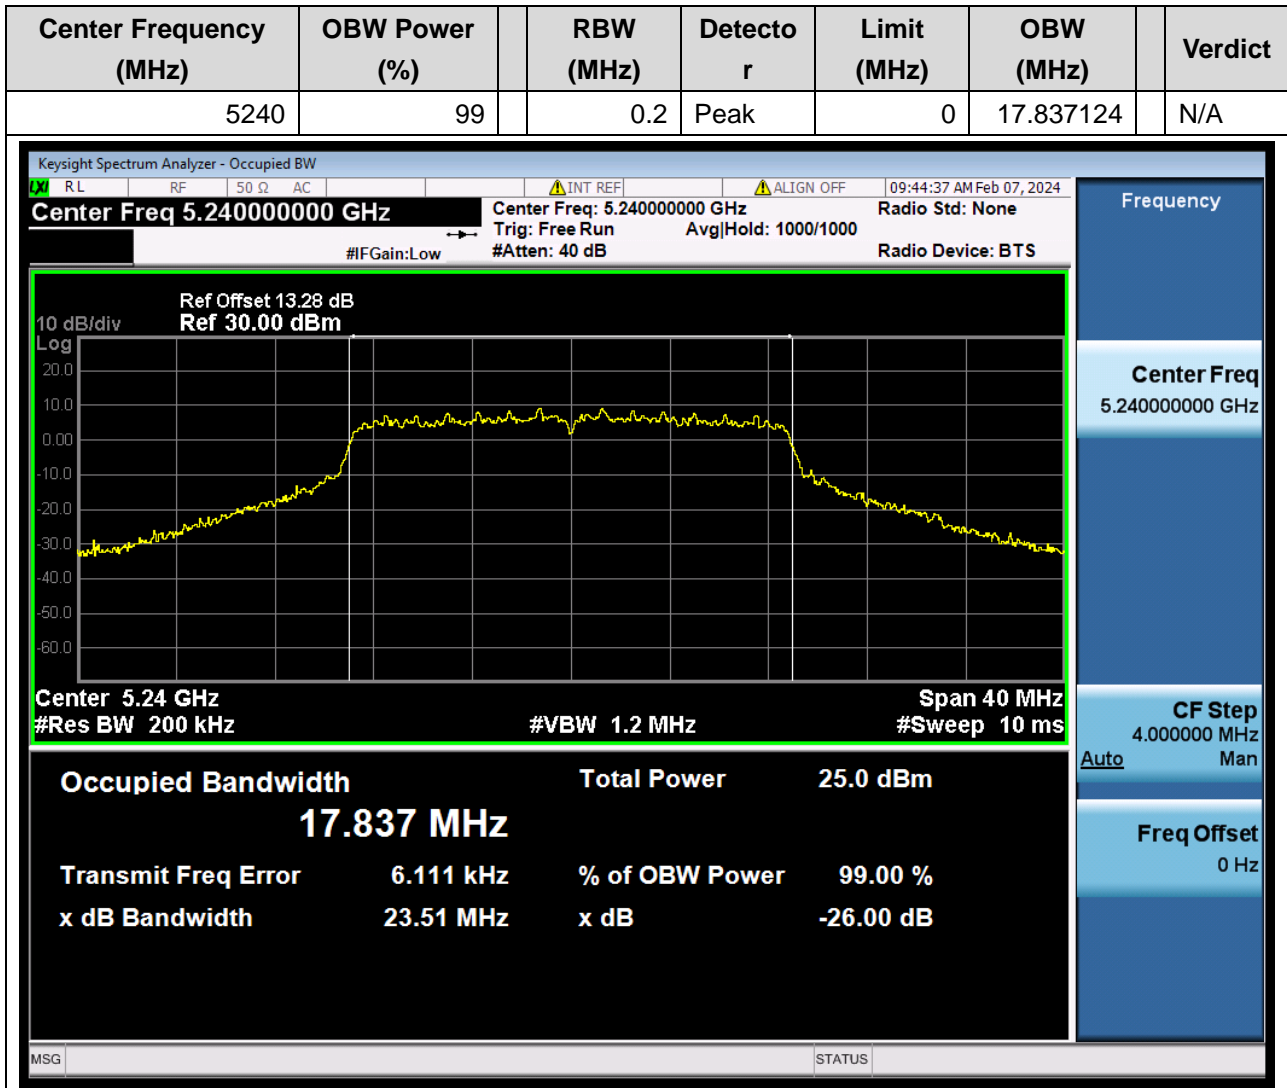 Center Frequency (MHz) OBW Power (%) RBW (MHz) Detecto r Limit (MHz) OBW (MHz) Verdict
5240 99 0.2 Peak 0 17.837124 N/A
Keysight Spectrum Analyzer - Occupied BW
LXI RL RF 50 Ω AC INT REF ALIGN OFF 09:44:37 AM Feb 07, 2024
Center Freq 5.240000000 GHz
Center Freq: 5.240000000 GHz Radio Std: None
Trig: Free Run Avg|Hold: 1000/1000
#IFGain:Low #Atten: 40 dB Radio Device: BTS
Ref Offset 13.28 dB
10 dB/div Ref 30.00 dBm
Log
20.0
10.0
0.00
-10.0
-20.0
-30.0
-40.0
-50.0
-60.0
Center 5.24 GHz Span 40 MHz
#Res BW 200 kHz #VBW 1.2 MHz #Sweep 10 ms
Occupied Bandwidth Total Power 25.0 dBm
17.837 MHz
Transmit Freq Error 6.111 kHz % of OBW Power 99.00 %
x dB Bandwidth 23.51 MHz x dB -26.00 dB
Frequency
Center Freq
5.240000000 GHz
CF Step
4.000000 MHz
Auto Man
Freq Offset
0 Hz
MSG STATUS